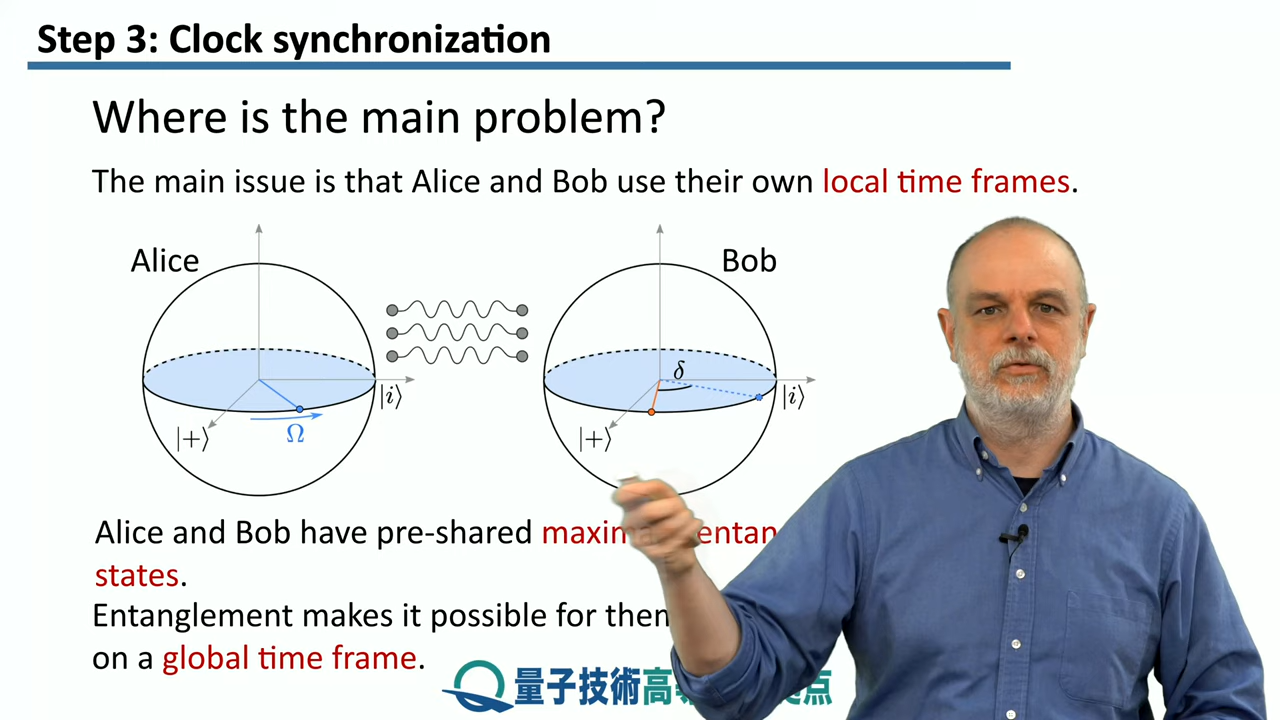 Step 3: Clock synchronization
Where is the main problem?
The main issue is that Alice and Bob use their own local time frames.
Alice
Bob
δ
|i⟩
|i⟩
|+⟩
Ω
|+⟩
Alice and Bob have pre-shared
states.
Entanglement makes it possible for
on a global time frame.
量子技術高
点